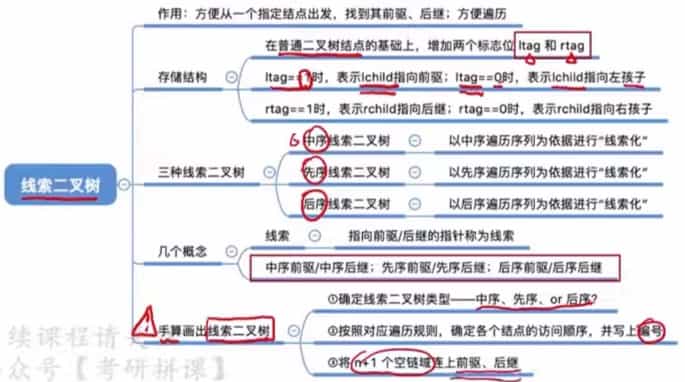 作用：方便从一个指定结点出发，找到其前驱、后继；方便遍历
在普通二叉树结点的基础上，增加两个标志位 ltag 和 rtag
存储结构
ltag==1时，表示lchild指向前驱；ltag==0时，表示lchild指向左孩子
rtag==1时，表示rchild指向后继；rtag==0时，表示rchild指向右孩子
中序线索二叉树
以中序遍历序列为依据进行“线索化”
线索二叉树
三种线索二叉树
先序线索二叉树
以先序遍历序列为依据进行“线索化”
后序线索二叉树
以后序遍历序列为依据进行“线索化”
几个概念
线索
指向前驱/后继的指针称为线索
中序前驱/中序后继；先序前驱/先序后继；后序前驱/后序后继
①确定线索二叉树类型——中序、先序、or 后序？
手算画出线索二叉树
②按照对应遍历规则，确定各个结点的访问顺序，并写上编号
③将 n+1 个空链域连上前驱、后继
续课程请
众号【考研拼课】